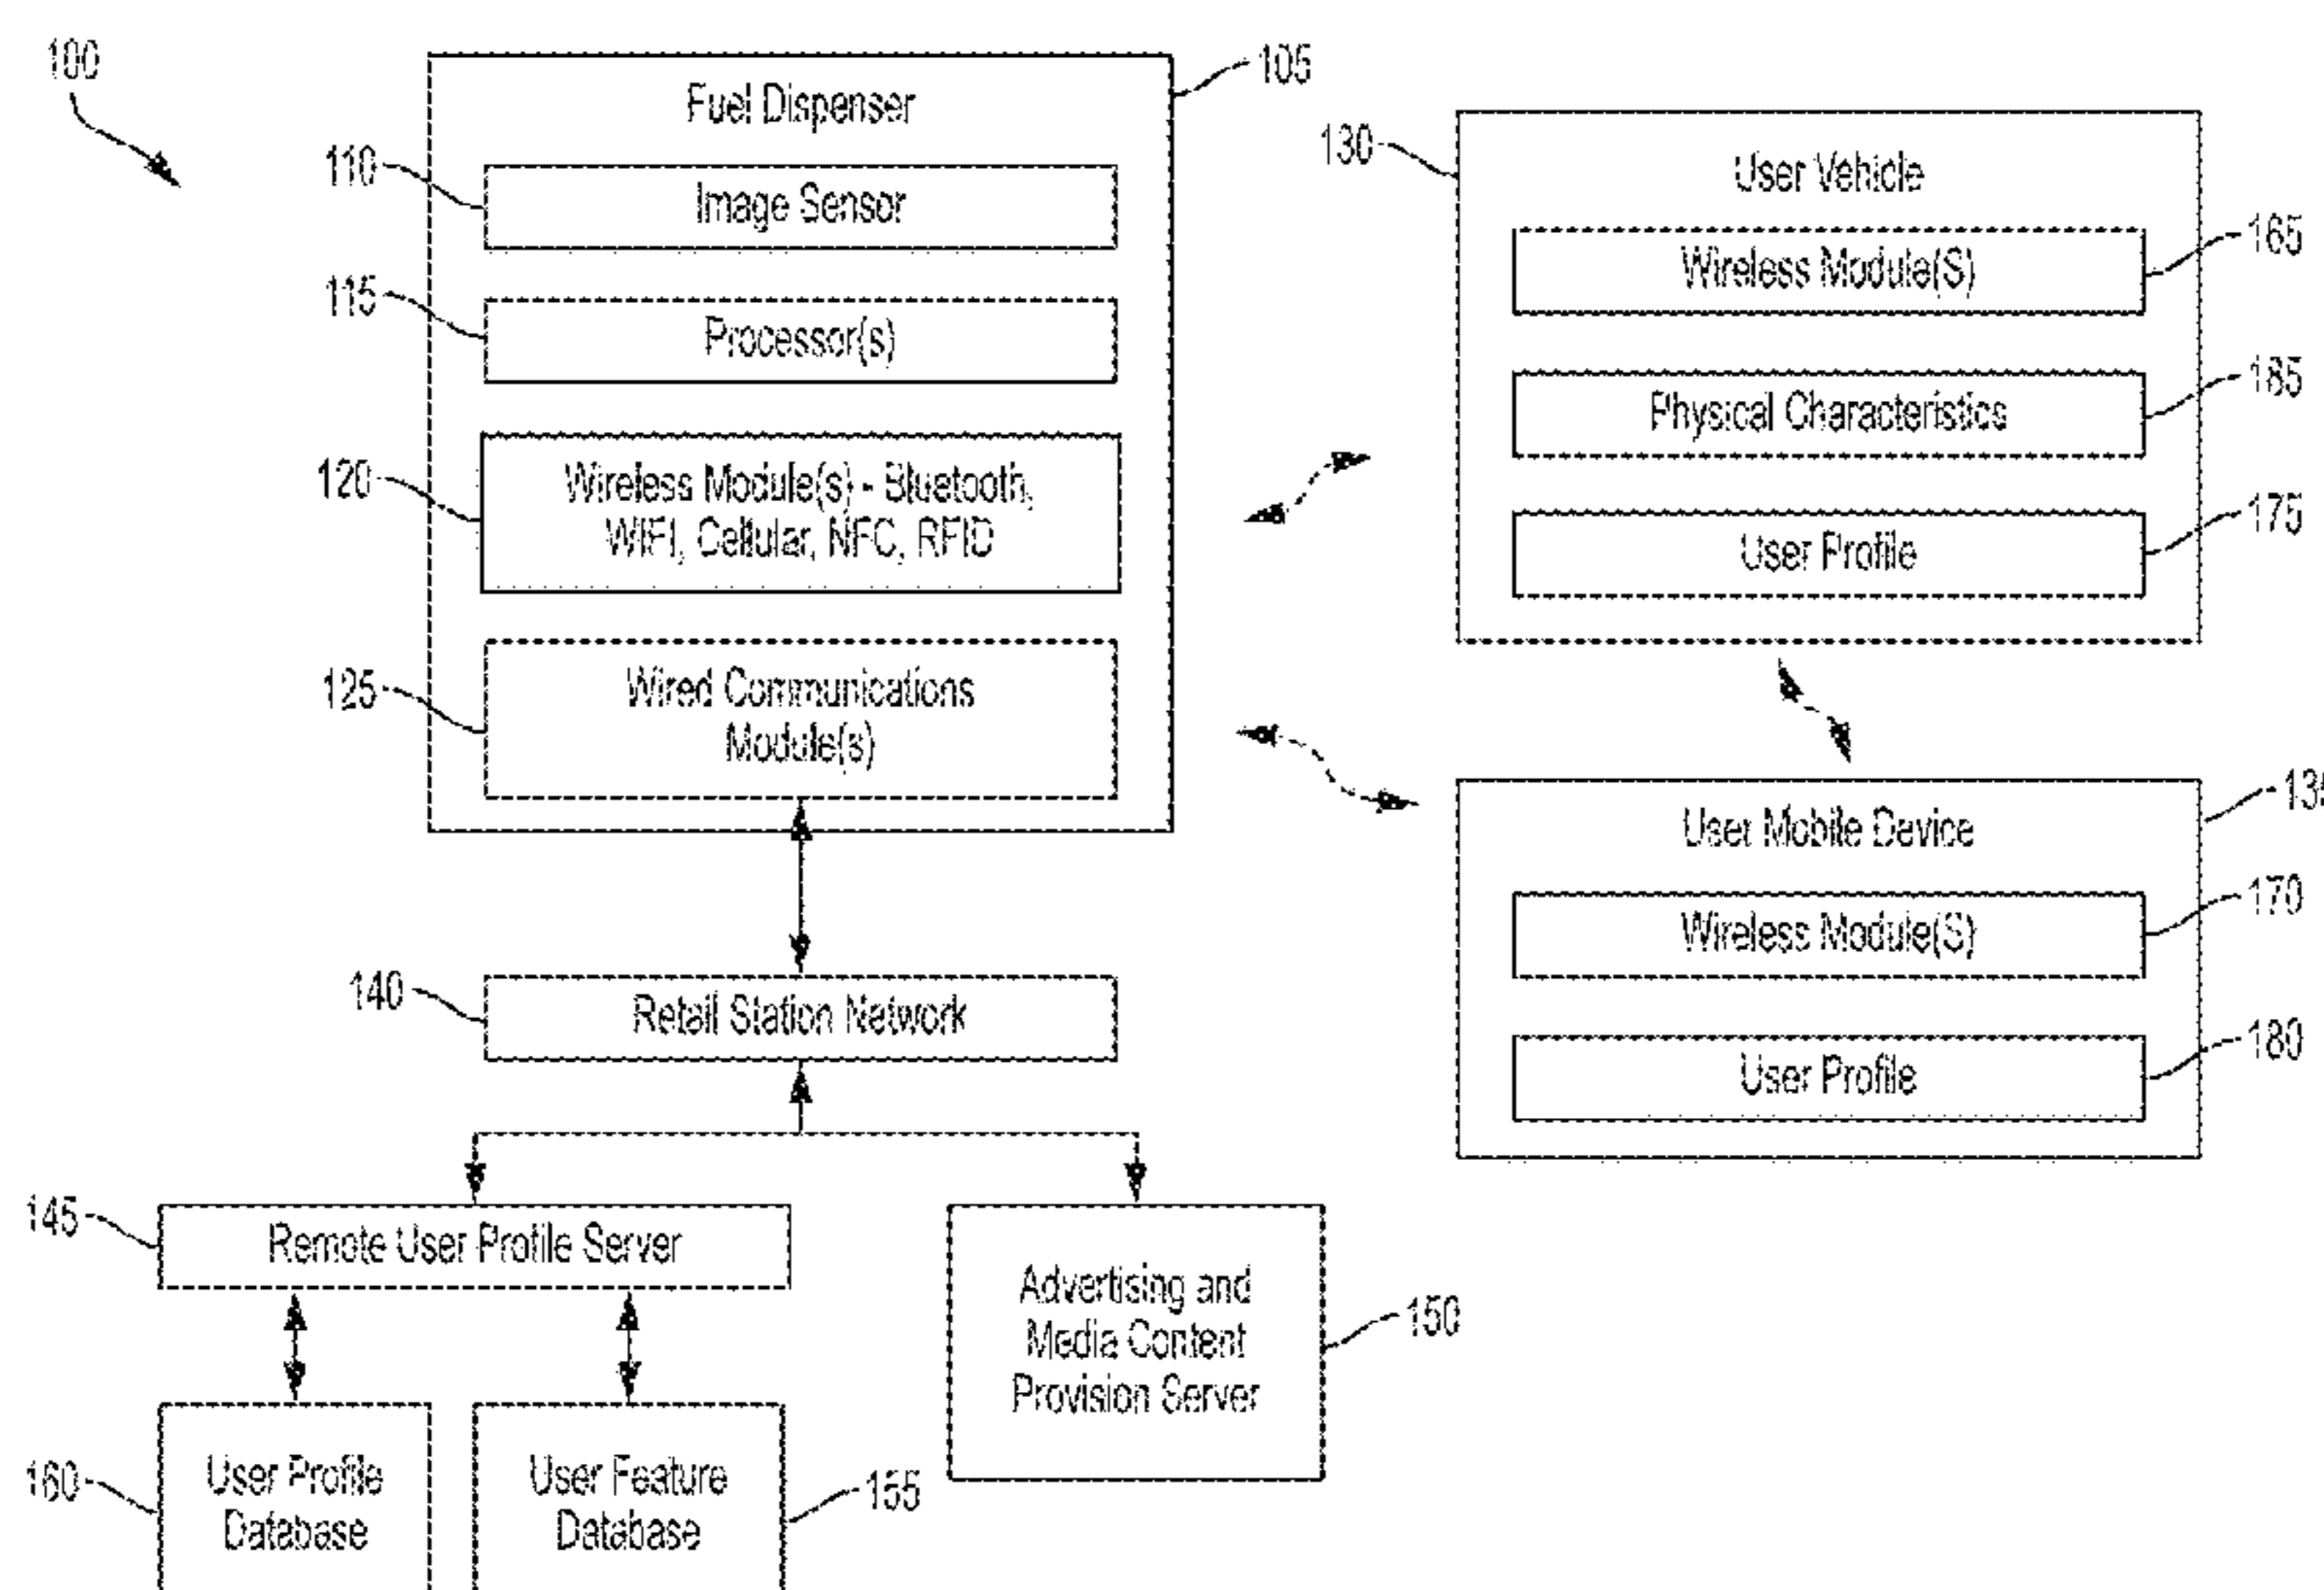 100
105
Fuel Dispenser
110
Image Sensor
115
Processor(s)
120
Wireless Module(s) - Bluetooth,
WIFI, Cellular, NFC, RFID
125
Wired Communications
Module(s)
130
User Vehicle
Wireless Module(S)
165
Physical Characteristics
185
User Profile
175
User Mobile Device
Wireless Module(S)
170
User Profile
180
140
Retail Station Network
145
Remote User Profile Server
Advertising and
Media Content
Provision Server
150
160
User Profile
Database
User Feature
Database
155